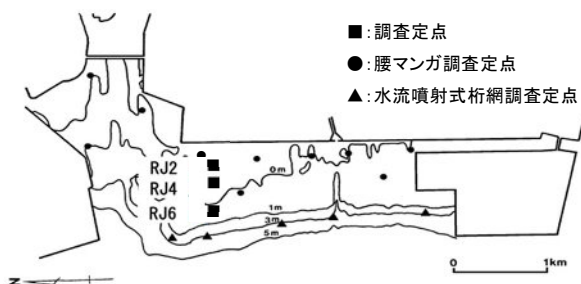 ■：調査定点
●：腰マンガ調査定点
▲：水流噴射式桁網調査定点
RJ2
RJ4
RJ6
0m
1m
3m
5m
N
0 1km